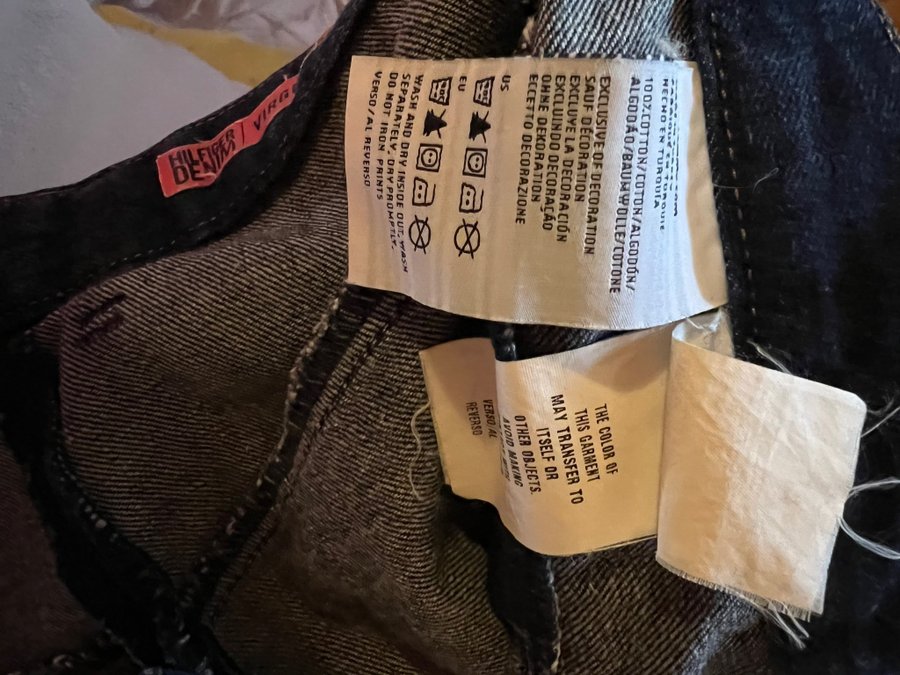 HILFIGER
DENIM
VIRG
HECHO EN TURQUIA
100% COTTON/COTON/ALGODÓN/
ALGODÃO/BAUMWOLLE/COTONE
EXCLUSIVE OF DECORATION
SAUF DÉCORATION
EXCLUYE LA DECORACIÓN
EXCLUINDO DECORAÇÃO
OHNE DEKORATION
ECCETTO DECORAZIONE
US
EU
WASH AND DRY INSIDE OUT, WASH
SEPARATELY, DRY PROMPTLY,
DO NOT IRON PRINTS
VERSO/AL REVERSO
THE COLOR OF
THIS GARMENT
MAY TRANSFER TO
ITSELF OR
OTHER OBJECTS.
AVOID MAKING
VERSO/AL
REVERSO